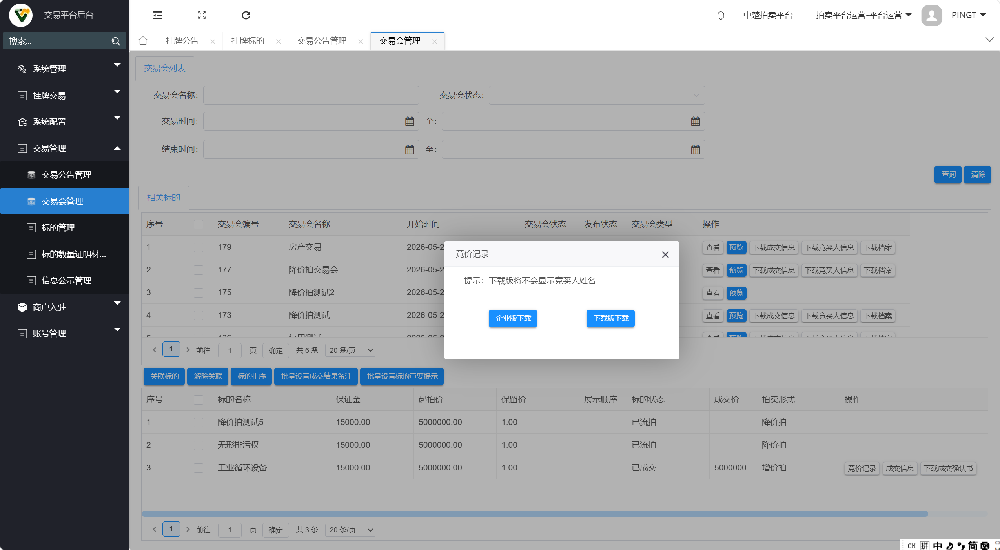 交易平台后台
中楚拍卖平台 拍卖平台运营-平台运营 PINGT
搜索...
挂牌公告 挂牌标的 交易公告管理 交易会管理
系统管理
挂牌交易
系统配置
交易管理
交易公告管理
交易会管理
标的管理
标的数量证明材...
信息公示管理
商户入驻
账号管理
交易会列表
交易会名称: 交易会状态:
交易时间: 至:
结束时间: 至:
查询 清除
相关标的
序号 交易会编号 交易会名称 开始时间 交易会状态 发布状态 交易会类型 操作
1 179 房产交易 2026-05-2 查看 预览 下载成交信息 下载竞买人信息 下载档案
2 177 降价拍交易会 2026-05-2 查看 预览 下载成交信息 下载竞买人信息 下载档案
3 175 降价拍测试2 2026-05-2 查看 预览
4 173 降价拍测试 2026-05-2 查看 预览 下载成交信息 下载竞买人信息 下载档案
竞价记录
提示: 下载版将不会显示竞买人姓名
企业版下载 下载版下载
1 前往 1 页 确定 共 6 条 20 条/页
关联标的 解除关联 标的排序 批量设置成交结果备注 批量设置标的重要提示
序号 标的名称 保证金 起拍价 保留价 展示顺序 标的状态 成交价 拍卖形式 操作
1 降价拍测试5 15000.00 5000000.00 1.00 已流拍 降价拍
2 无形排污权 15000.00 5000000.00 1.00 已流拍 降价拍
3 工业循环设备 15000.00 5000000.00 1.00 已成交 5000000 增价拍 竞价记录 成交信息 下载成交确认书
1 前往 1 页 确定 共 3 条 20 条/页
CH 拼 中 简